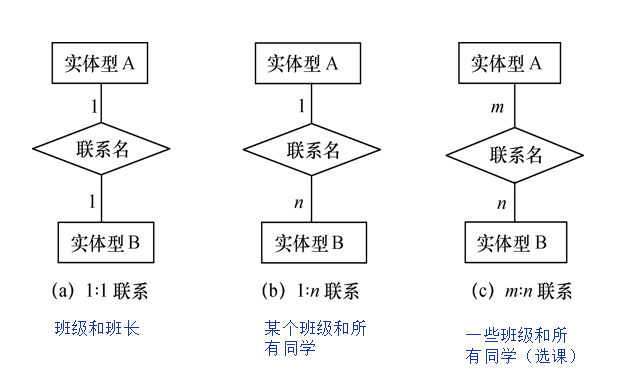 实体型 A
实体型 A
实体型 A
1
1
m
联系名
联系名
联系名
1
n
n
实体型 B
实体型 B
实体型 B
(a) 1:1 联系
(b) 1:n 联系
(c) m:n 联系
班级和班长
某个班级和所
有同学
一些班级和所
有同学（选课）